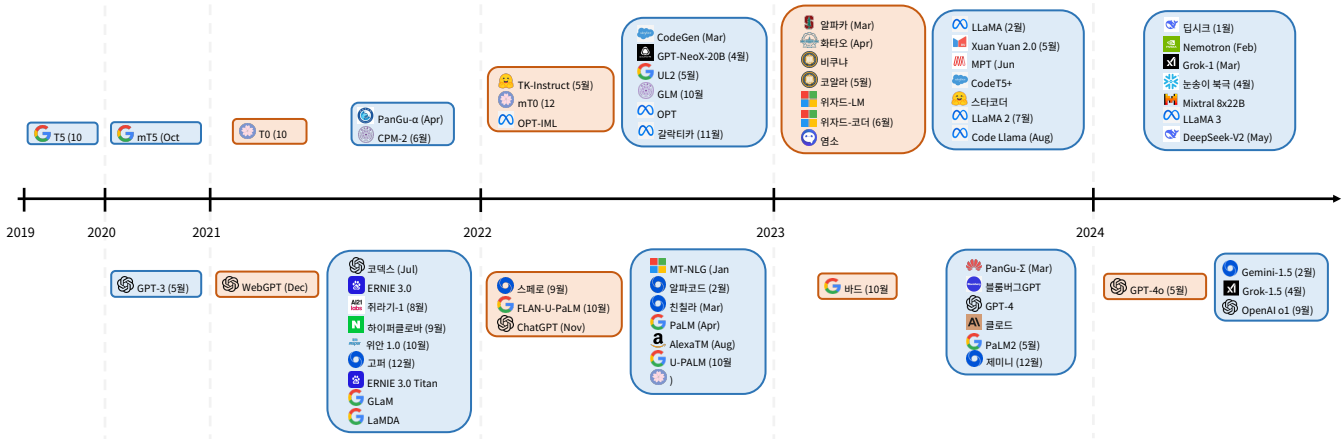 T5 (10
mT5 (Oct
T0 (10
PanGu-α (Apr)
CPM-2 (6월)
TK-Instruct (5월)
mT0 (12
OPT-IML
CodeGen (Mar)
GPT-NeoX-20B (4월)
UL2 (5월)
GLM (10월
OPT
갈락티카 (11월)
알파카 (Mar)
화타오 (Apr)
비쿠냐
코알라 (5월)
위자드-LM
위자드-코더 (6월)
염소
LLaMA (2월)
Xuan Yuan 2.0 (5월)
MPT (Jun
CodeT5+
스타코더
LLaMA 2 (7월)
Code Llama (Aug)
딥시크 (1월)
Nemotron (Feb)
Grok-1 (Mar)
눈송이 북극 (4월)
Mixtral 8x22B
LLaMA 3
DeepSeek-V2 (May)
2019
2020
2021
2022
2023
2024
GPT-3 (5월)
WebGPT (Dec)
코덱스 (Jul)
ERNIE 3.0
AI21 labs 쥐라기-1 (8월)
하이퍼클로바 (9월)
위안 1.0 (10월)
고퍼 (12월)
ERNIE 3.0 Titan
GLaM
LaMDA
스페로 (9월)
FLAN-U-PaLM (10월)
ChatGPT (Nov)
MT-NLG (Jan
알파코드 (2월)
친칠라 (Mar)
PaLM (Apr)
AlexaTM (Aug)
U-PALM (10월
)
바드 (10월
PanGu-Σ (Mar)
블룸버그GPT
GPT-4
클로드
PaLM2 (5월)
제미니 (12월)
GPT-4o (5월)
Gemini-1.5 (2월)
Grok-1.5 (4월)
OpenAI o1 (9월)